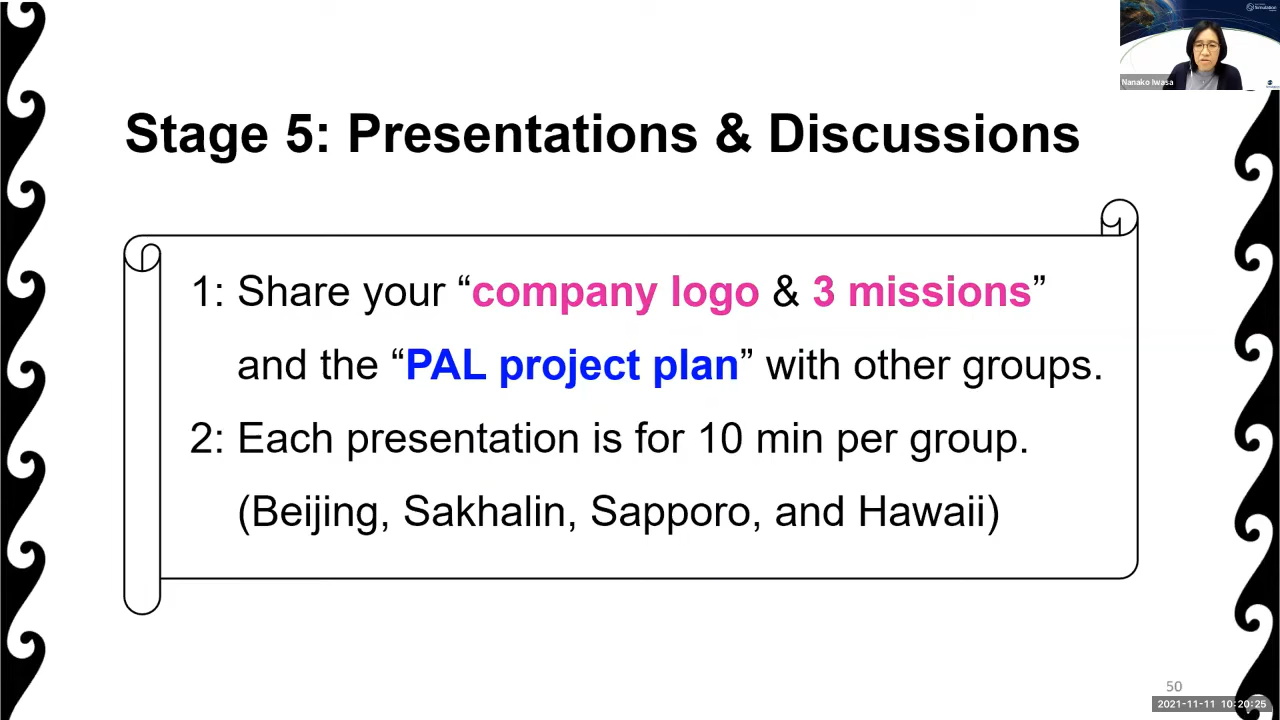 Simulation
Nanako Iwasa
Stage 5: Presentations & Discussions
1: Share your “company logo & 3 missions”
and the “PAL project plan” with other groups.
2: Each presentation is for 10 min per group.
(Beijing, Sakhalin, Sapporo, and Hawaii)
50
2021-11-11 10:20:25